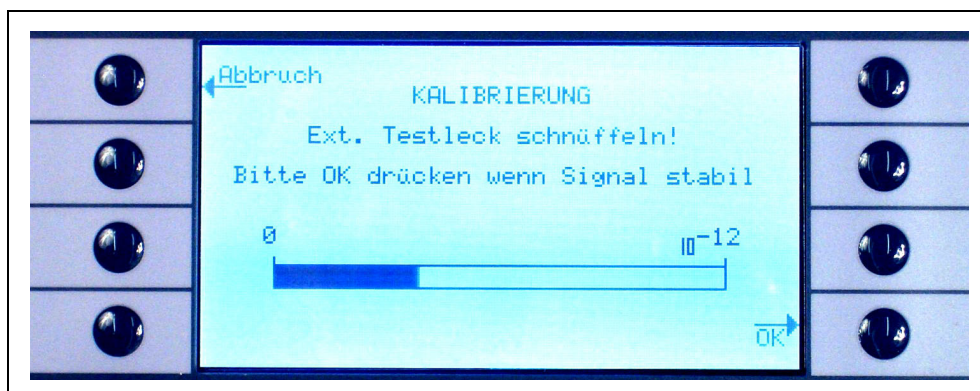 Abbruch
KALIBRIERUNG
Ext. Testleck schnüffeln!
Bitte OK drücken wenn Signal stabil
0
10⁻¹²
OK